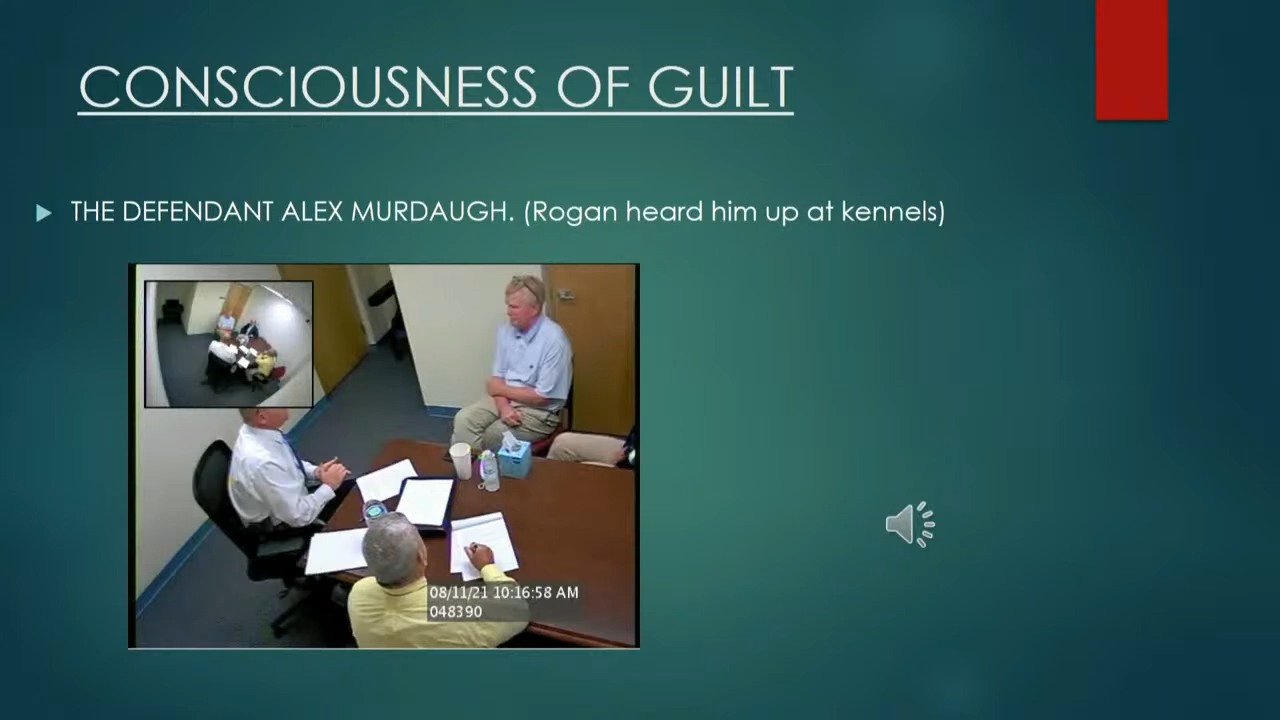 CONSCIOUSNESS OF GUILT
THE DEFENDANT ALEX MURDAUGH. (Rogan heard him up at kennels)
08/11/21 10:16:58 AM
048390